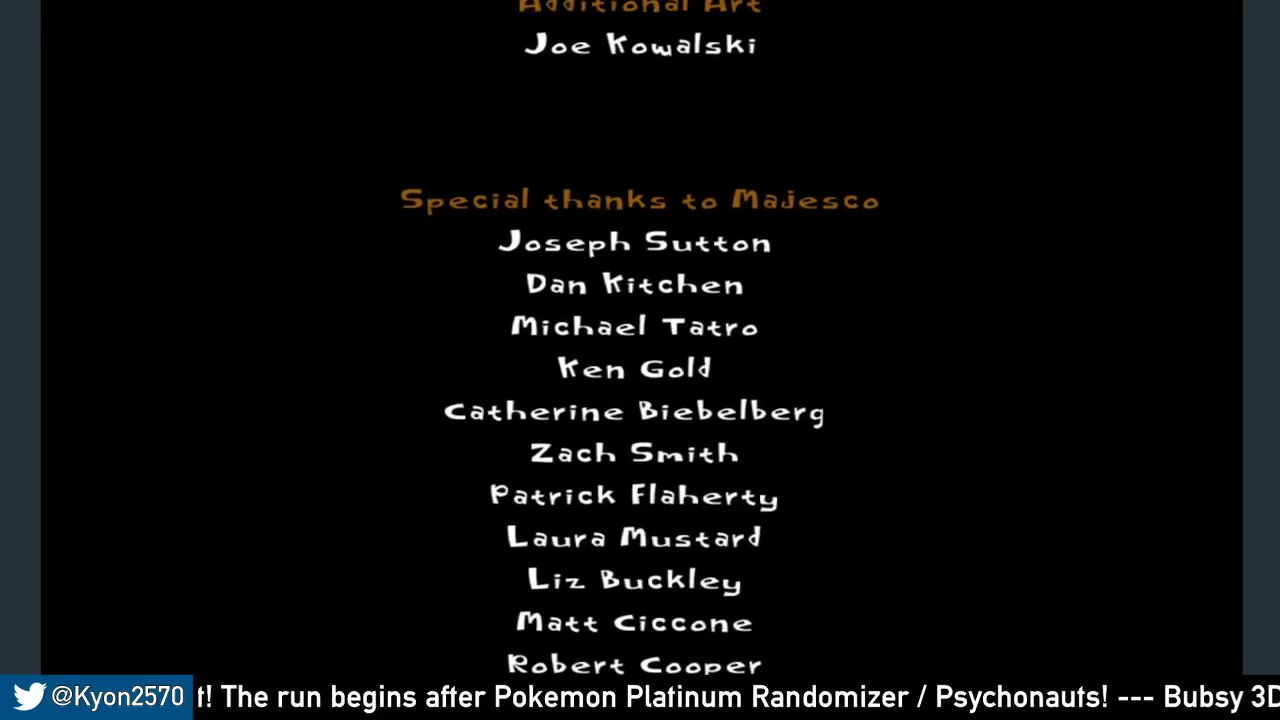 Additional Art
Joe Kowalski
Special thanks to Majesco
Joseph Sutton
Dan Kitchen
Michael Tatro
Ken Gold
Catherine Biebelberg
Zach Smith
Patrick Flaherty
Laura Mustard
Liz Buckley
Matt Ciccone
Robert Cooper
@Kyon2570 t! The run begins after Pokemon Platinum Randomizer / Psychonauts! --- Bubsy 3D